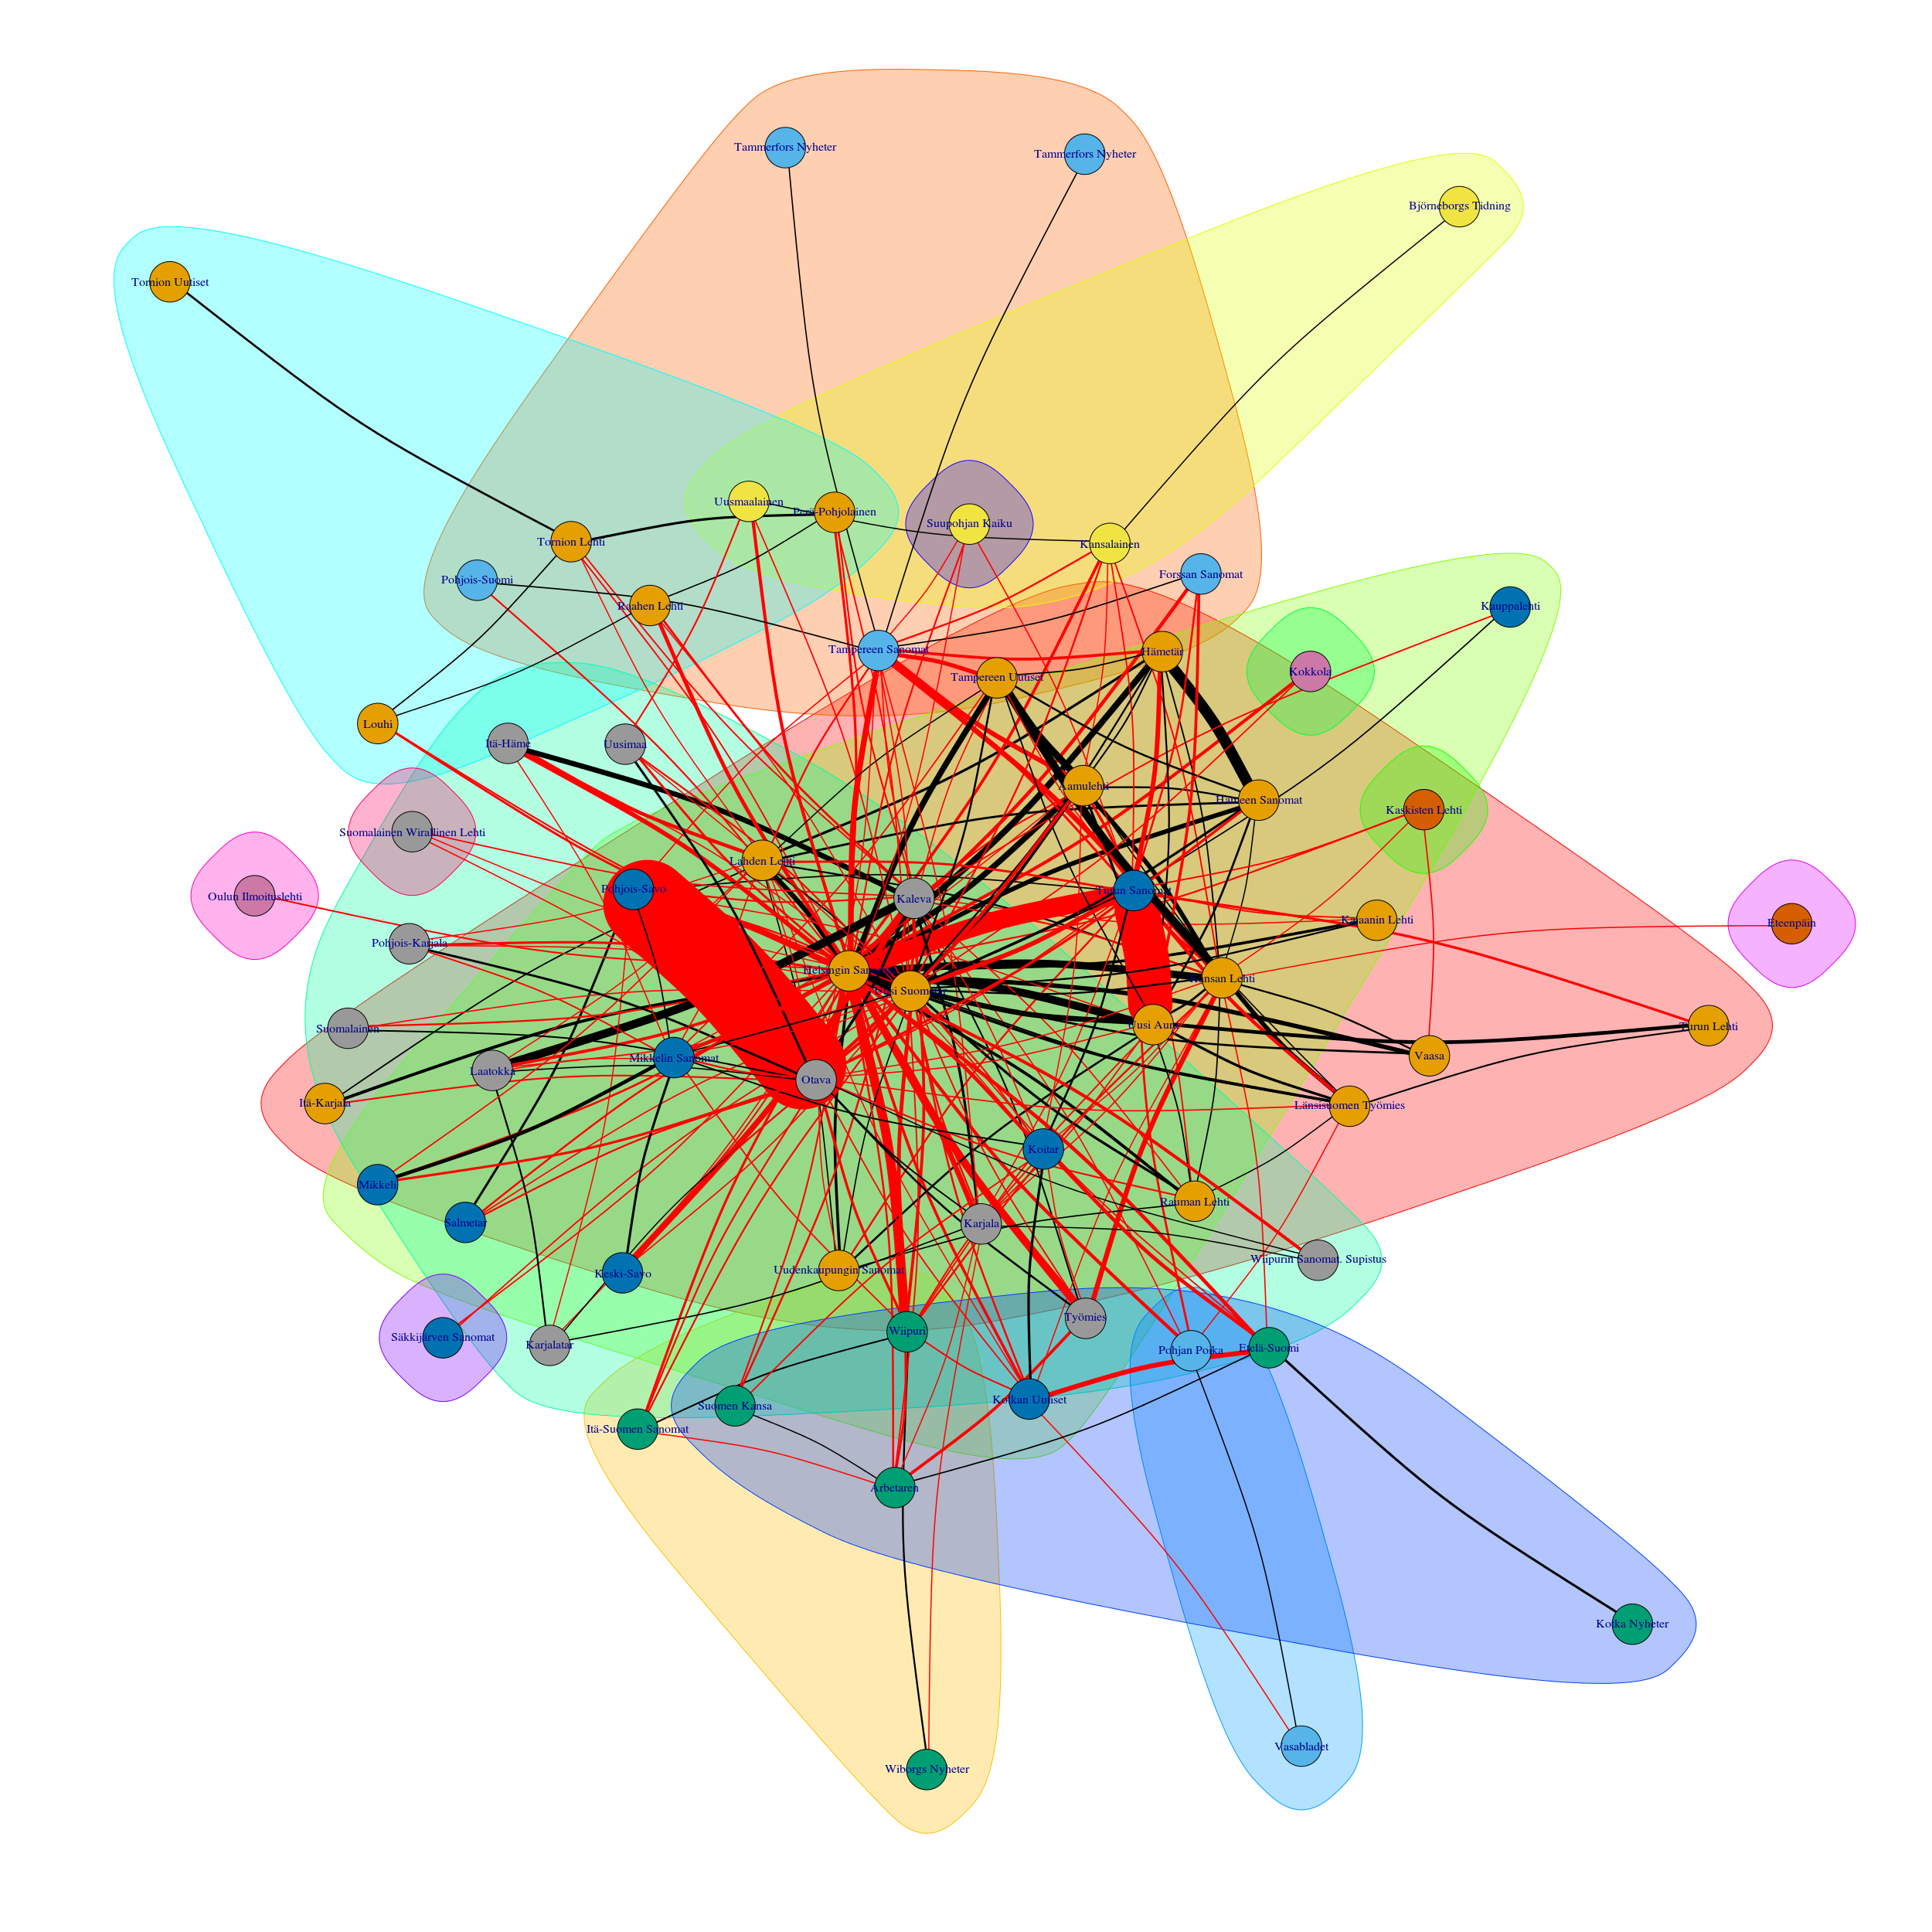 Tammerfors Nyheter
Tammerfors Nyheter
Björneborgs Tidning
Tornion Uutiset
Uusmaalainen
Perä-Pohjolainen
Suupohjan Kaiku
Kansalainen
Tornion Lehti
Pohjois-Suomi
Forssan Sanomat
Raahen Lehti
Kauppalehti
Tampereen Sanomat
Hämetär
Kokkola
Tampereen Uutiset
Louhi
Itä-Häme
Uusimaa
Aamulehti
Hämeen Sanomat
Kaskisten Lehti
Suomalainen Wirallinen Lehti
Lahden Lehti
Pohjois-Savo
Turun Sanomat
Oulun Ilmoituslehti
Kaleva
Kajaanin Lehti
Eteenpäin
Pohjois-Karjala
Helsingin Sanomat
Uusi Suometar
Kansan Lehti
Suomalainen
Uusi Aura
Turun Lehti
Mikkelin Sanomat
Vaasa
Laatokka
Otava
Itä-Karjala
Länsisuomen Työmies
Koitar
Mikkeli
Rauman Lehti
Salmetar
Karjala
Wiipurin Sanomat. Supistus
Keski-Savo
Uudenkaupungin Sanomat
Työmies
Wiipuri
Säkkijärven Sanomat
Karjalatar
Pohjan Poika
Etelä-Suomi
Kotkan Uutiset
Suomen Kansa
Itä-Suomen Sanomat
Arbetaren
Kotka Nyheter
Vasabladet
Wiborgs Nyheter